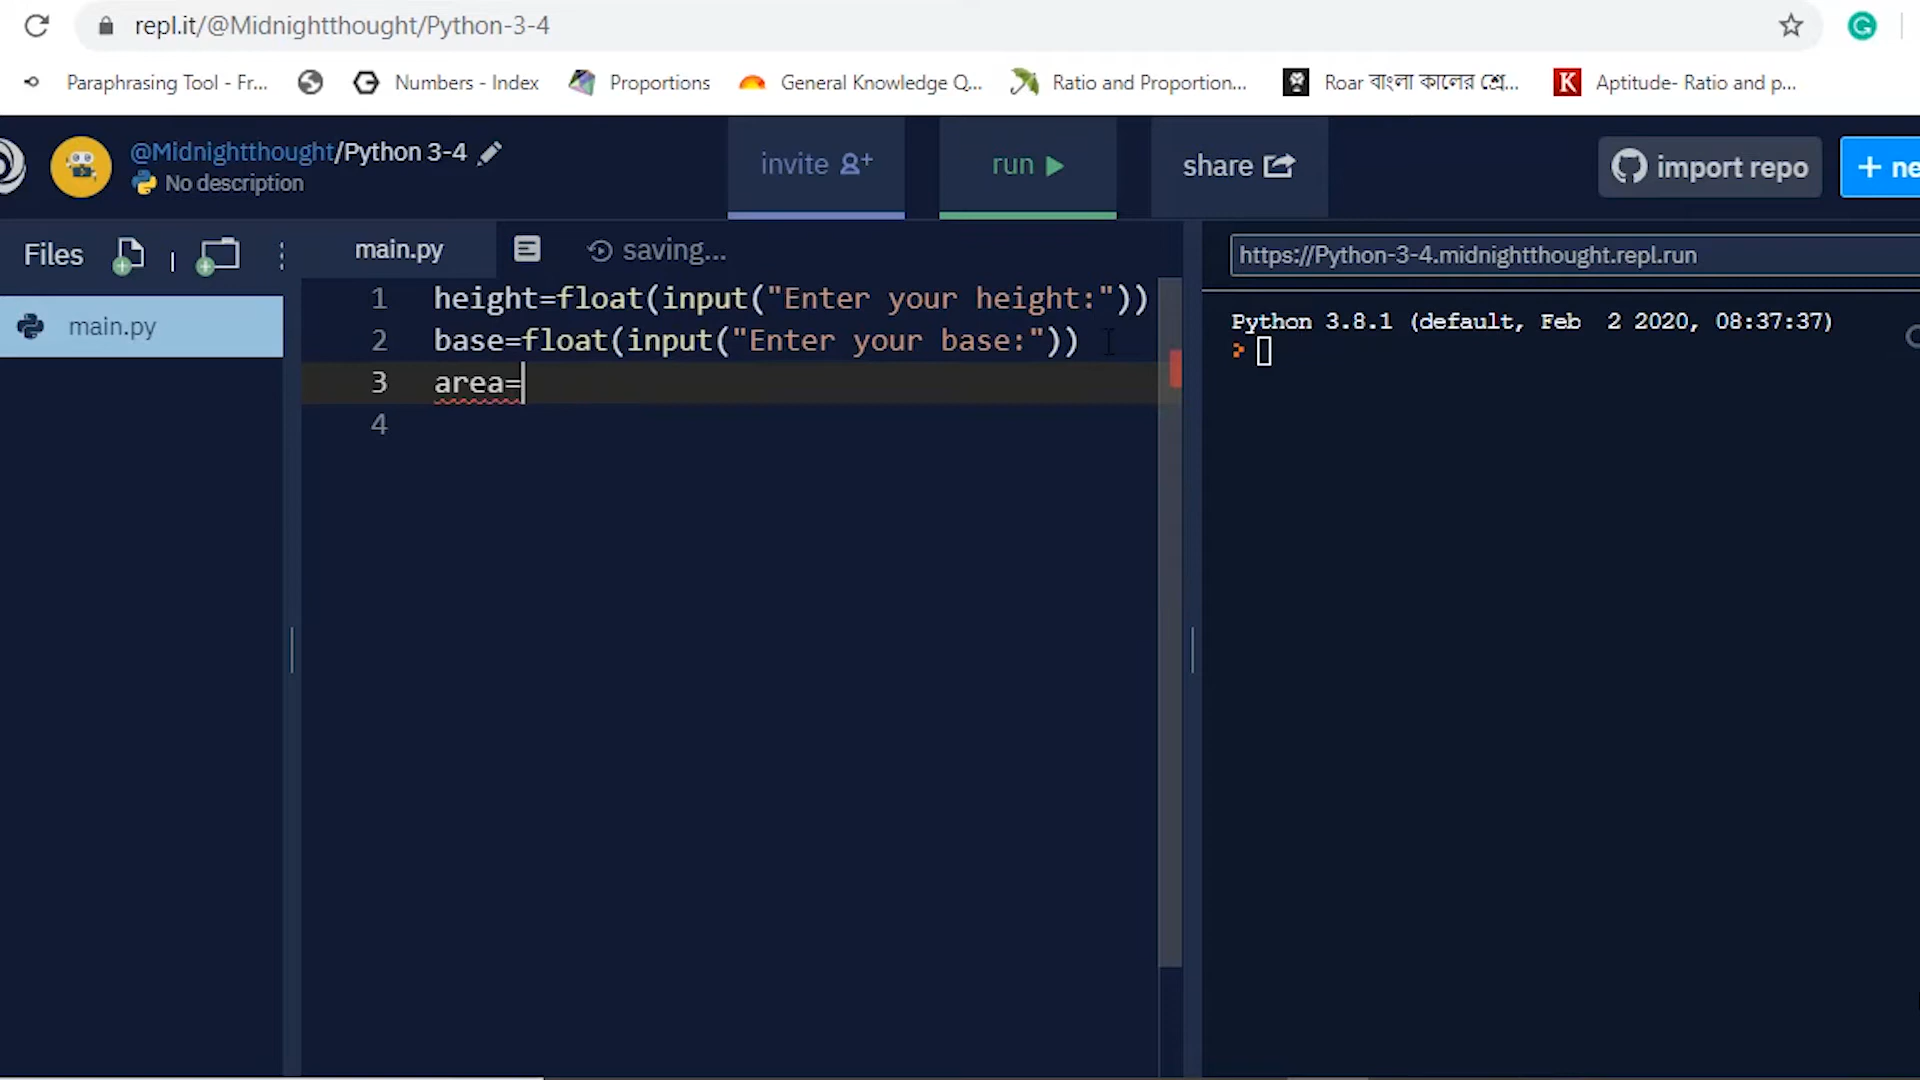 repl.it/@Midnightthought/Python-3-4
Paraphrasing Tool - Fr... Numbers - Index Proportions General Knowledge Q... Ratio and Proportion... Roar বাংলা কালের শ্রে... Aptitude- Ratio and p...
@Midnightthought/Python 3-4
No description
invite
run
share
import repo
+ ne
Files
main.py
saving...
https://Python-3-4.midnightthought.repl.run
main.py
1 height=float(input("Enter your height:"))
2 base=float(input("Enter your base:"))
3 area=
4
Python 3.8.1 (default, Feb  2 2020, 08:37:37)
>